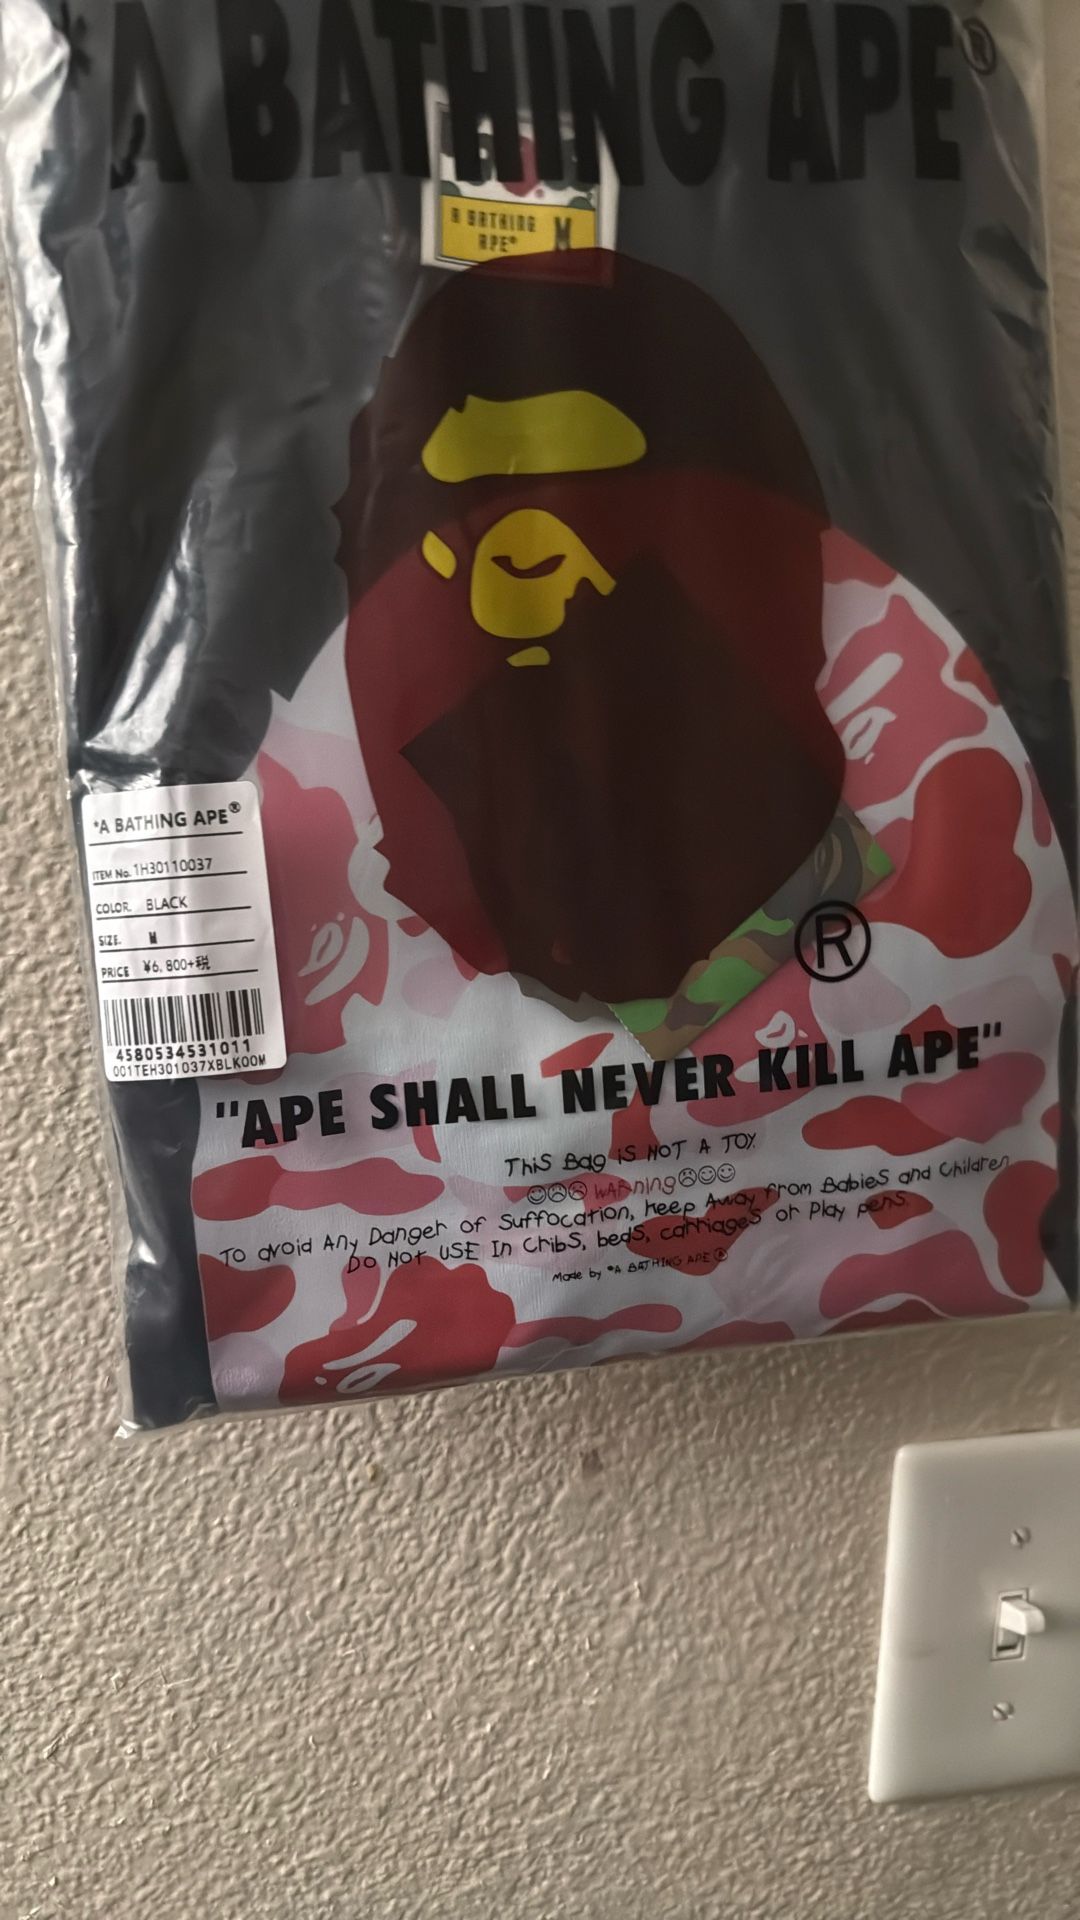 *A BATHING APE®
A BATHING
APE® M
*A BATHING APE®
ITEM No. 1H30110037
COLOR. BLACK
SIZE. M
PRICE ¥6,800+税
4580534531011
001TEH301037XBLK00M
®
"APE SHALL NEVER KILL APE"
THiS Bag iS NOT A TOY.
WARNING
TO avoid ANy Danger of Suffocation, keep Away from BabieS and Children
DO NOt USE In CribS, bedS, carriageS or Play penS.
Made by *A BATHING APE®